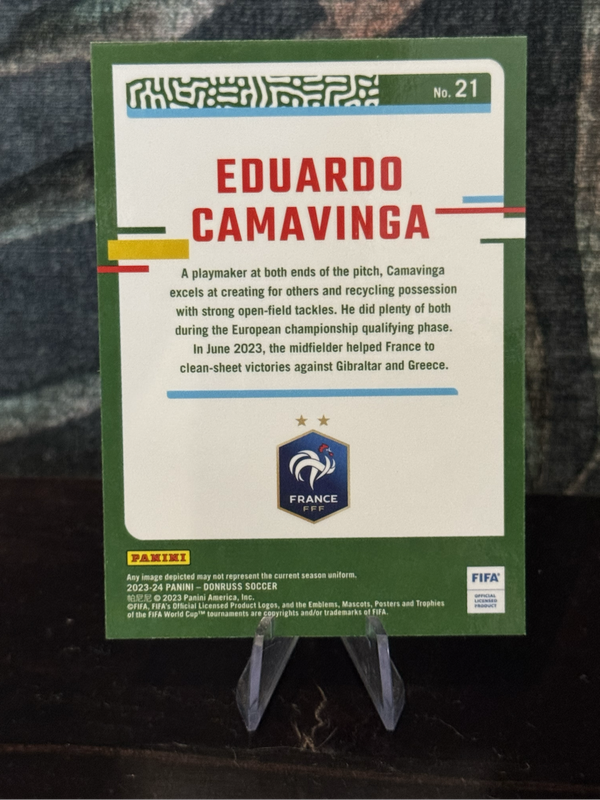 No. 21
EDUARDO
CAMAVINGA
A playmaker at both ends of the pitch, Camavinga
excels at creating for others and recycling possession
with strong open-field tackles. He did plenty of both
during the European championship qualifying phase.
In June 2023, the midfielder helped France to
clean-sheet victories against Gibraltar and Greece.
FRANCE
FFF
PANINI
Any image depicted may not represent the current season uniform.
2023-24 PANINI – DONRUSS SOCCER
帕尼尼 © 2023 Panini America, Inc.
©FIFA, FIFA's Official Licensed Product Logos, and the Emblems, Mascots, Posters and Trophies
of the FIFA World Cup™ tournaments are copyrights and/or trademarks of FIFA.
FIFA®
OFFICIAL
LICENSED
PRODUCT